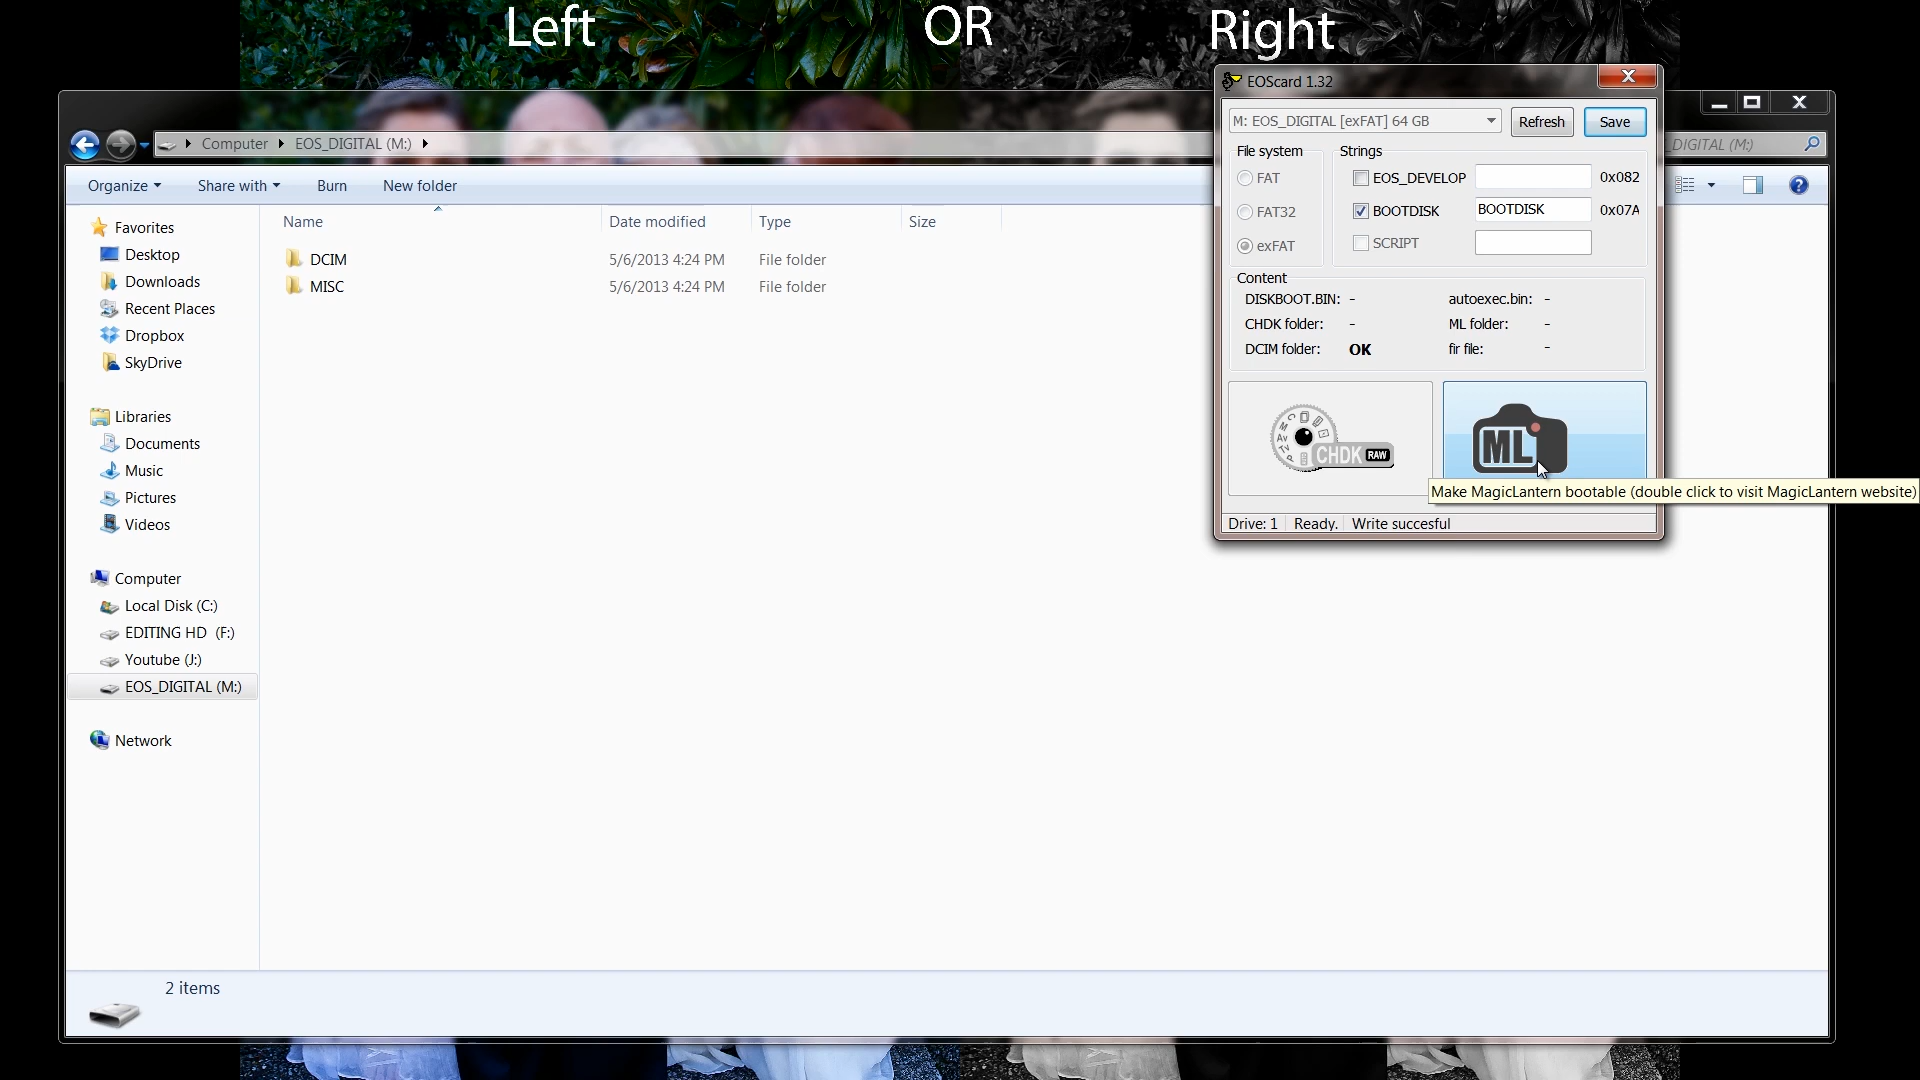 Left OR Right
EOScard 1.32
Computer EOS_DIGITAL (M:)
_DIGITAL (M:)
Organize Share with Burn New folder
Name Date modified Type Size
DCIM 5/6/2013 4:24 PM File folder
MISC 5/6/2013 4:24 PM File folder
Favorites
Desktop
Downloads
Recent Places
Dropbox
SkyDrive
Libraries
Documents
Music
Pictures
Videos
Computer
Local Disk (C:)
EDITING HD (F:)
Youtube (J:)
EOS_DIGITAL (M:)
Network
2 items
M: EOS_DIGITAL [exFAT] 64 GB Refresh Save
File system Strings
FAT EOS_DEVELOP 0x082
FAT32 BOOTDISK BOOTDISK 0x07A
exFAT SCRIPT
Content
DISKBOOT.BIN: - autoexec.bin: -
CHDK folder: - ML folder: -
DCIM folder: OK fir file: -
CHDK RAW
ML
Make MagicLantern bootable (double click to visit MagicLantern website)
Drive: 1 Ready. Write succesful